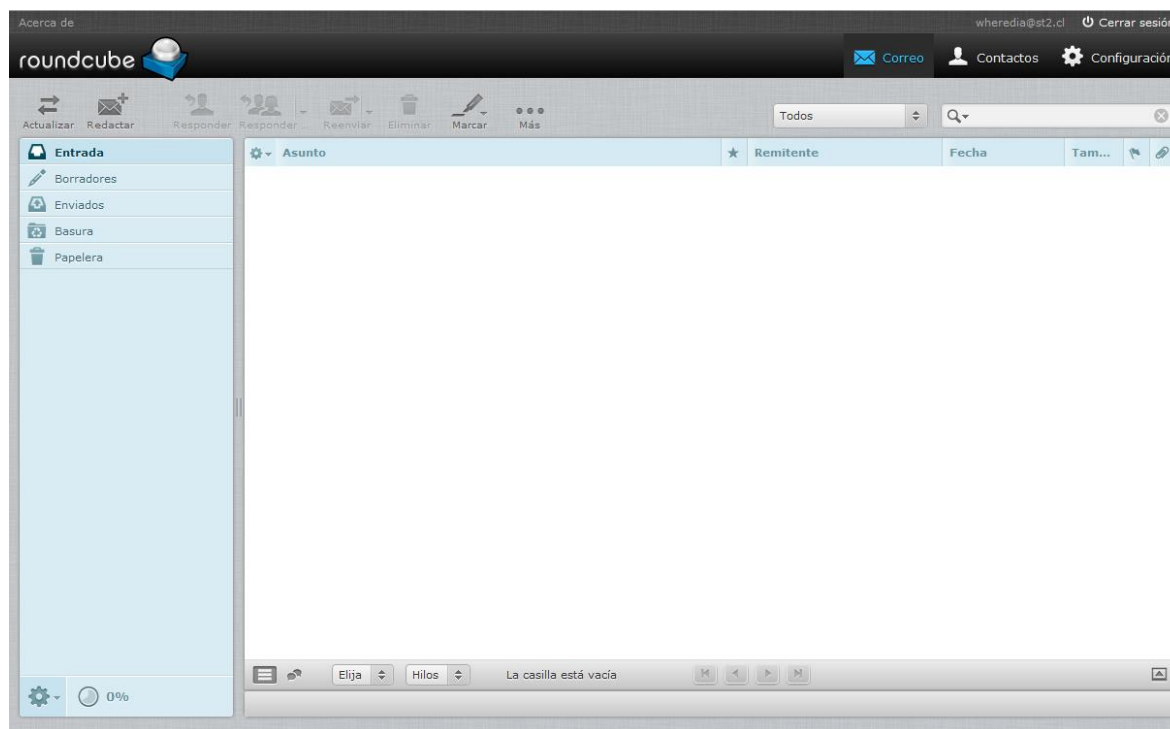 Acerca de
wheredia@st2.cl Cerrar sesión
roundcube
Correo Contactos Configuración
Actualizar Redactar Responder Responder ... Reenviar Eliminar Marcar Más
Todos
Entrada
Borradores
Enviados
Basura
Papelera
Asunto Remitente Fecha Tam...
Elija Hilos La casilla está vacía
0%